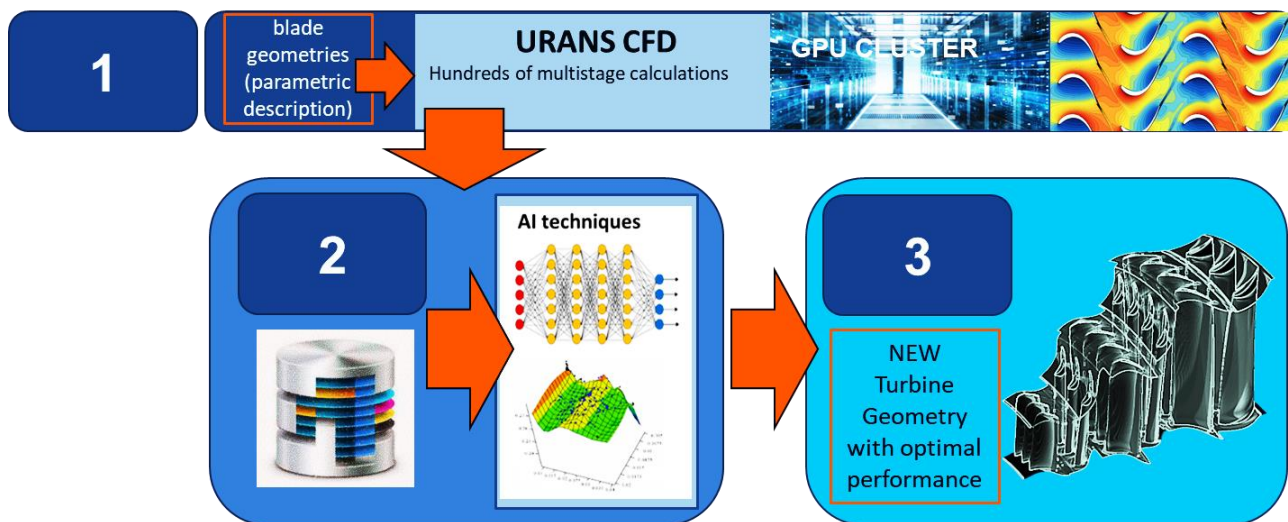 1
blade
geometries
(parametric
description)
URANS CFD
Hundreds of multistage calculations
GPU CLUSTER
2
AI techniques
3
NEW
Turbine
Geometry
with optimal
performance